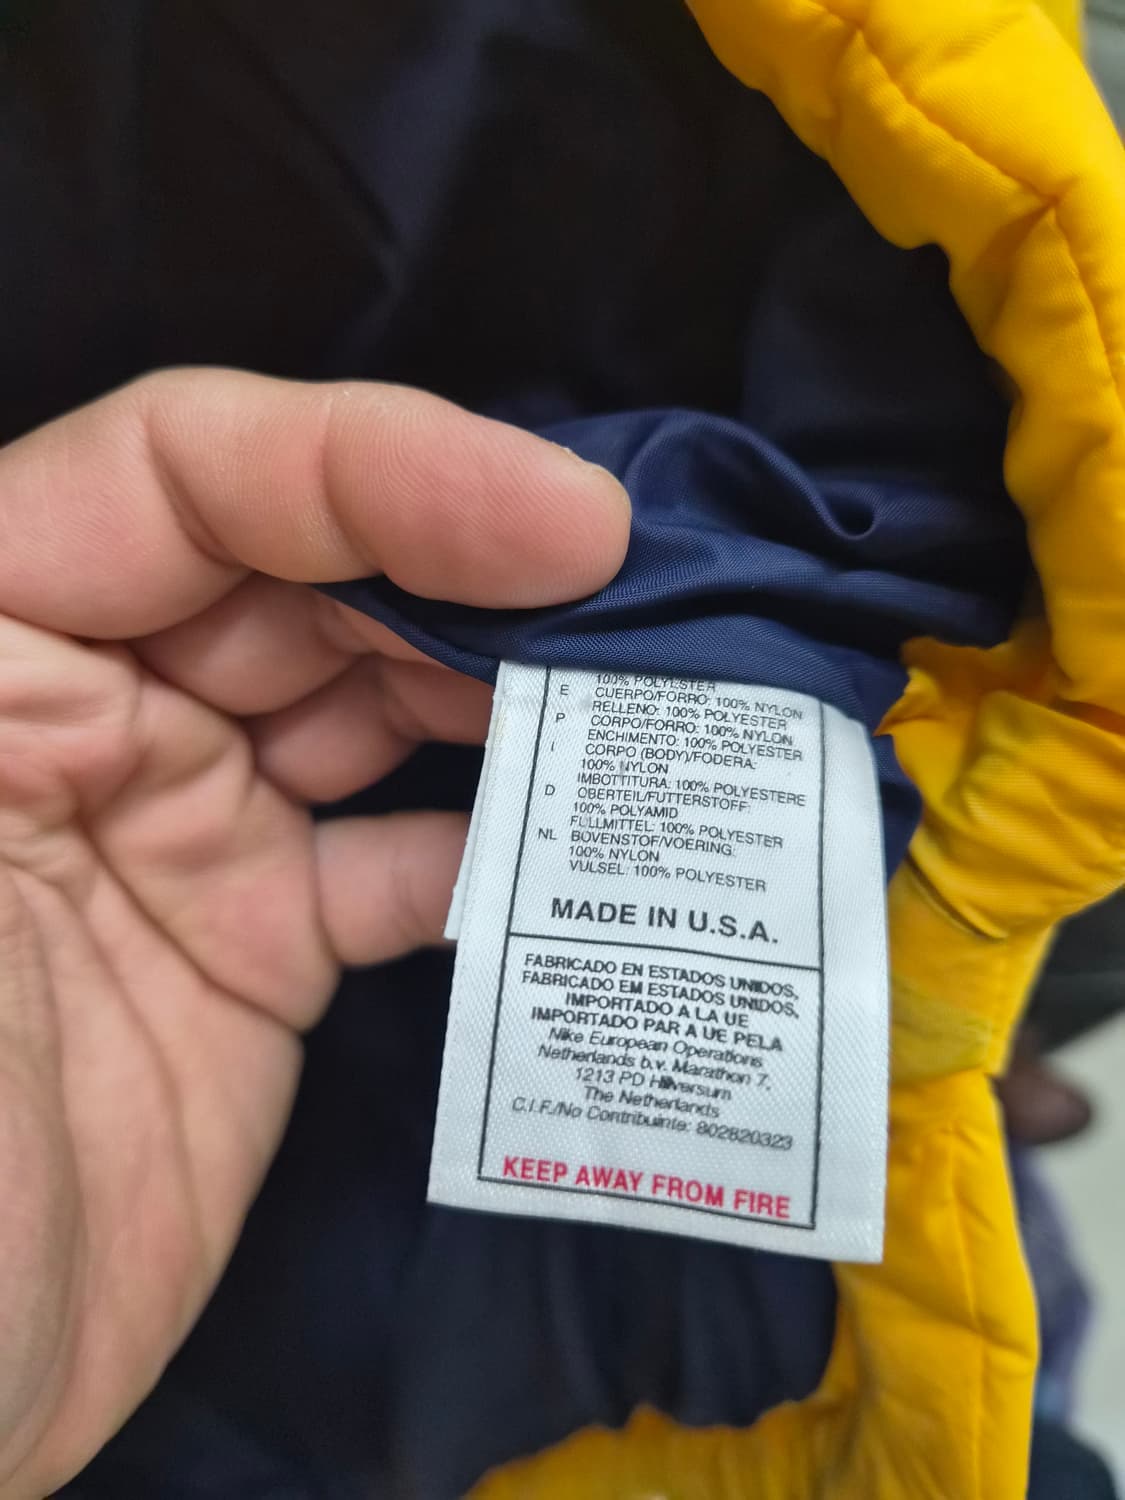 100% POLYESTER
E CUERPO/FORRO: 100% NYLON
RELLENO: 100% POLYESTER
P CORPO/FORRO: 100% NYLON
ENCHIMENTO: 100% POLYESTER
I CORPO (BODY)/FODERA:
100% NYLON
IMBOTTITURA: 100% POLYESTERE
D OBERTEIL/FUTTERSTOFF:
100% POLYAMID
FULLMITTEL: 100% POLYESTER
NL BOVENSTOF/VOERING:
100% NYLON
VULSEL: 100% POLYESTER
MADE IN U.S.A.
FABRICADO EN ESTADOS UNIDOS,
FABRICADO EM ESTADOS UNIDOS,
IMPORTADO A LA UE
IMPORTADO PAR A UE PELA
Nike European Operations
Netherlands b.v. Marathon 7,
1213 PD Hilversum
The Netherlands
C.I.F./No Contribuinte: 802820323
KEEP AWAY FROM FIRE